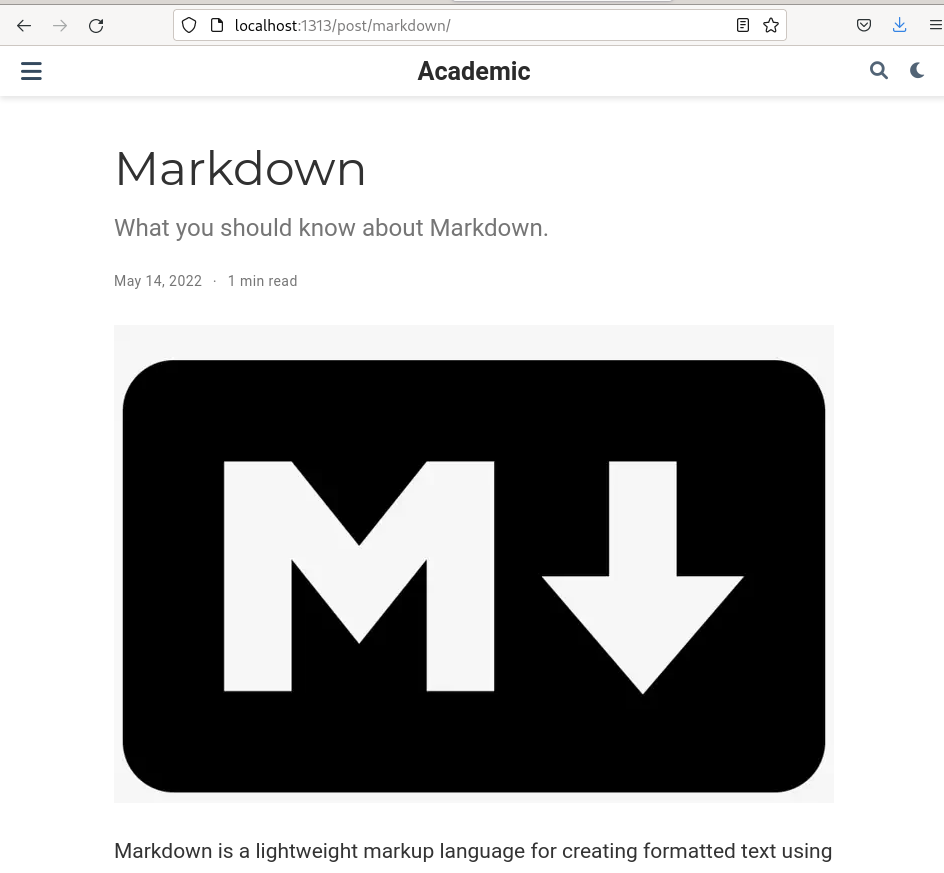 localhost:1313/post/markdown/
Academic
Markdown
What you should know about Markdown.
May 14, 2022 · 1 min read
M
Markdown is a lightweight markup language for creating formatted text using